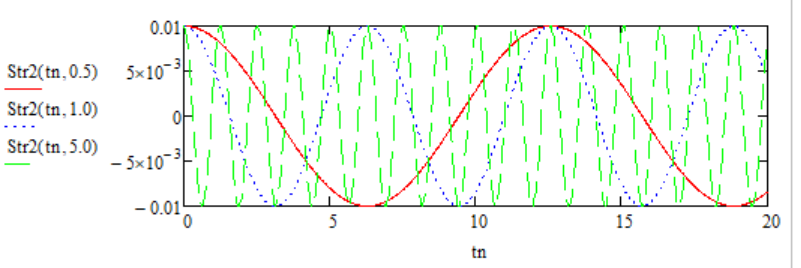 0.01
Str2(tn, 0.5)
5×10⁻³
Str2(tn, 1.0)
0
Str2(tn, 5.0)
−5×10⁻³
−0.01
0 5 10 15 20
tn